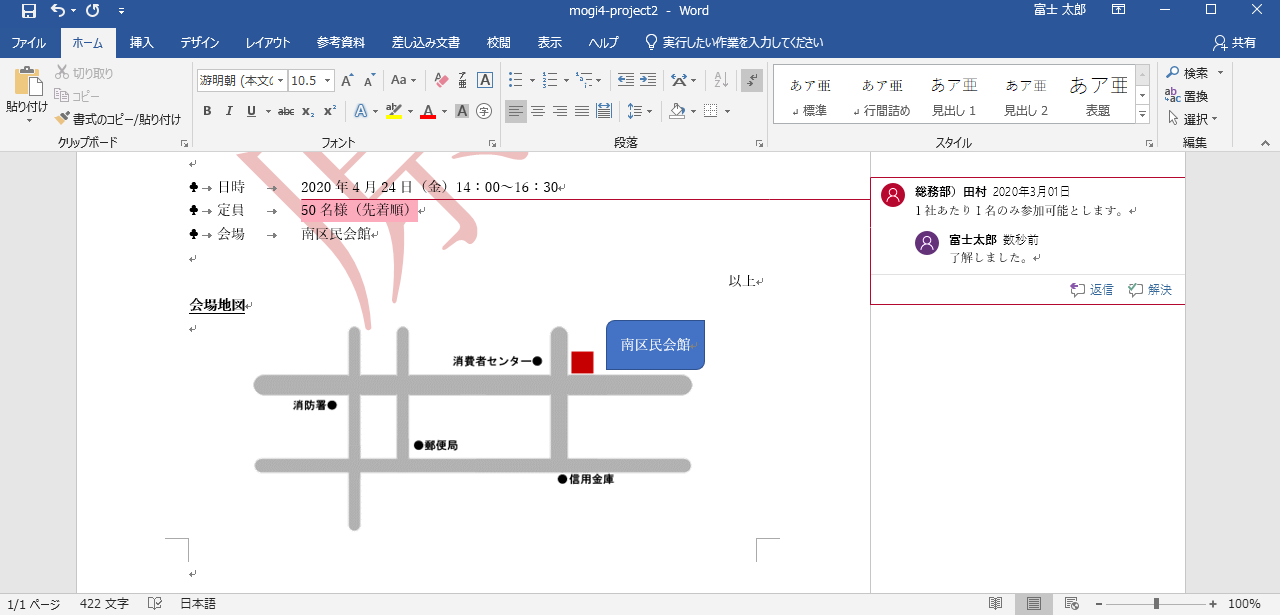 mogi4-project2 - Word
富士 太郎
ファイル ホーム 挿入 デザイン レイアウト 参考資料 差し込み文書 校閲 表示 ヘルプ 実行したい作業を入力してください 共有
貼り付け
切り取り
コピー
書式のコピー/貼り付け
クリップボード
游明朝 (本文の 10.5
フォント
段落
あア亜 標準
あア亜 行間詰め
あア亜 見出し 1
あア亜 見出し 2
あア亜 表題
スタイル
検索
置換
選択
編集
♣→日時 → 2020 年 4 月 24 日（金）14：00～16：30
♣→定員 → 50 名様（先着順）
♣→会場 → 南区民会館
以上
会場地図
南区民会館
消費者センター●
消防署●
●郵便局
●信用金庫
総務部）田村 2020年3月01日
1 社あたり 1 名のみ参加可能とします。
富士太郎 数秒前
了解しました。
返信 解決
1/1 ページ 422 文字 日本語 100%